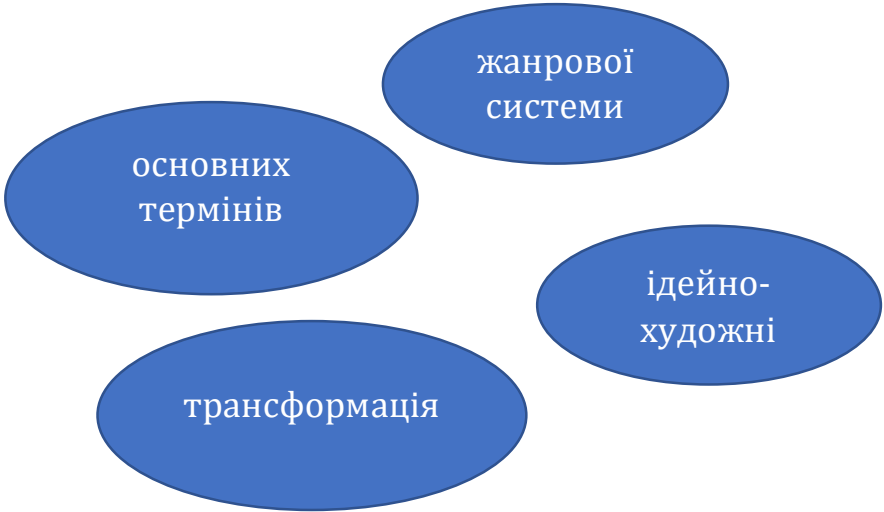 жанрової
системи
основних
термінів
ідейно-
художні
трансформація